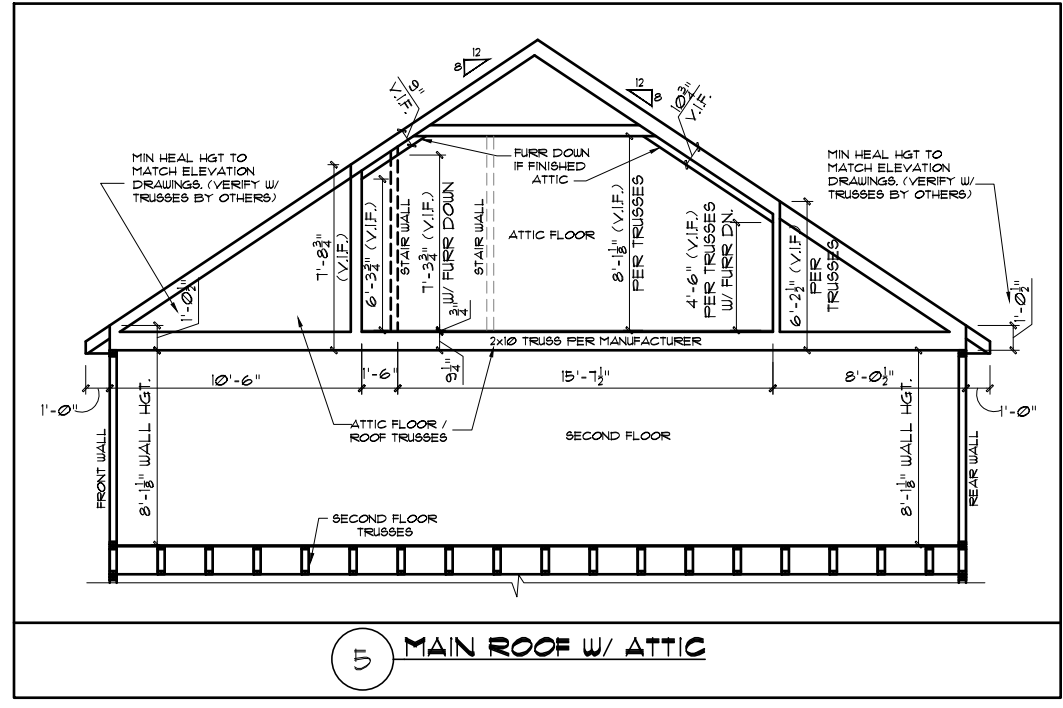 12
8
9"
V.I.F.
12
8
10¾"
V.I.F.
MIN HEAL HGT TO
MATCH ELEVATION
DRAWINGS. (VERIFY W/
TRUSSES BY OTHERS)
FURR DOWN
IF FINISHED
ATTIC
MIN HEAL HGT TO
MATCH ELEVATION
DRAWINGS. (VERIFY W/
TRUSSES BY OTHERS)
1'-0½"
7'-8¾"
(V.I.F.)
6'-3¾" (V.I.F.)
STAIR WALL
7'-3¾" (V.I.F.)
W/ FURR DOWN
STAIR WALL
ATTIC FLOOR
8'-1⅛" (V.I.F.)
PER TRUSSES
4'-6" (V.I.F.)
PER TRUSSES
W/ FURR DN.
6'-2½" (V.I.F.)
PER
TRUSSES
1'-0½"
¾"
2x10 TRUSS PER MANUFACTURER
9¼"
1'-0"
10'-6"
1'-6"
15'-7½"
8'-0½"
1'-0"
ATTIC FLOOR /
ROOF TRUSSES
SECOND FLOOR
FRONT WALL
8'-1⅛" WALL HGT.
8'-1⅛" WALL HGT.
REAR WALL
SECOND FLOOR
TRUSSES
5
MAIN ROOF W/ ATTIC